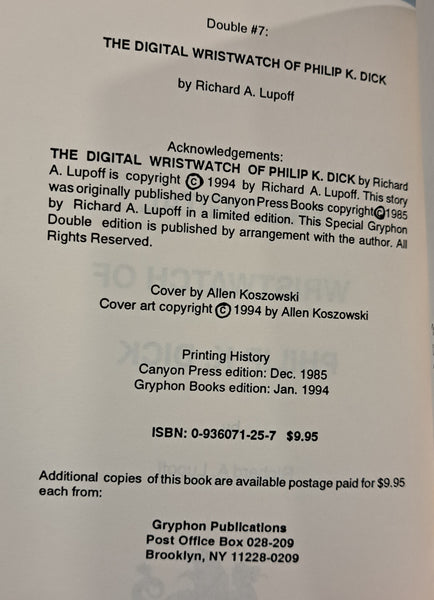 Double #7:
THE DIGITAL WRISTWATCH OF PHILIP K. DICK
by Richard A. Lupoff
Acknowledgements:
THE DIGITAL WRISTWATCH OF PHILIP K. DICK by Richard
A. Lupoff is copyright © 1994 by Richard A. Lupoff. This story
was originally published by Canyon Press Books copyright©1985
by Richard A. Lupoff in a limited edition. This Special Gryphon
Double edition is published by arrangement with the author. All
Rights Reserved.
Cover by Allen Koszowski
Cover art copyright © 1994 by Allen Koszowski
Printing History
Canyon Press edition: Dec. 1985
Gryphon Books edition: Jan. 1994
ISBN: 0-936071-25-7 $9.95
Additional copies of this book are available postage paid for $9.95
each from:
Gryphon Publications
Post Office Box 028-209
Brooklyn, NY 11228-0209